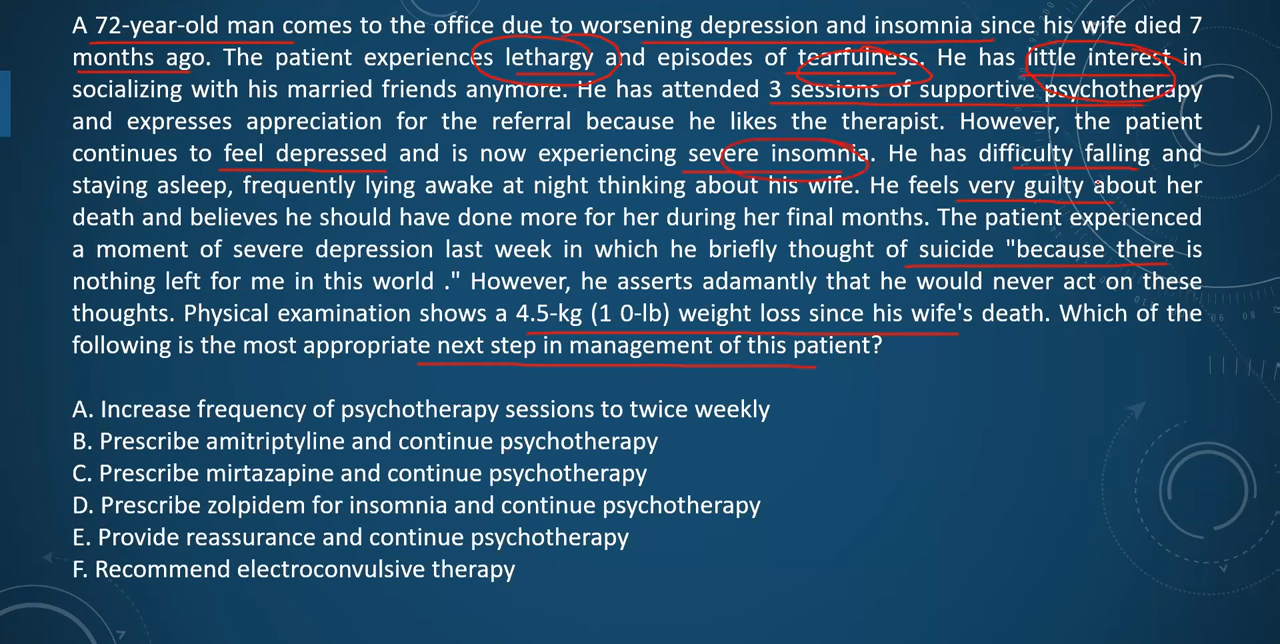 A 72-year-old man comes to the office due to worsening depression and insomnia since his wife died 7
months ago. The patient experiences lethargy and episodes of tearfulness. He has little interest in
socializing with his married friends anymore. He has attended 3 sessions of supportive psychotherapy
and expresses appreciation for the referral because he likes the therapist. However, the patient
continues to feel depressed and is now experiencing severe insomnia. He has difficulty falling and
staying asleep, frequently lying awake at night thinking about his wife. He feels very guilty about her
death and believes he should have done more for her during her final months. The patient experienced
a moment of severe depression last week in which he briefly thought of suicide "because there is
nothing left for me in this world ." However, he asserts adamantly that he would never act on these
thoughts. Physical examination shows a 4.5-kg (1 0-lb) weight loss since his wife's death. Which of the
following is the most appropriate next step in management of this patient?
A. Increase frequency of psychotherapy sessions to twice weekly
B. Prescribe amitriptyline and continue psychotherapy
C. Prescribe mirtazapine and continue psychotherapy
D. Prescribe zolpidem for insomnia and continue psychotherapy
E. Provide reassurance and continue psychotherapy
F. Recommend electroconvulsive therapy